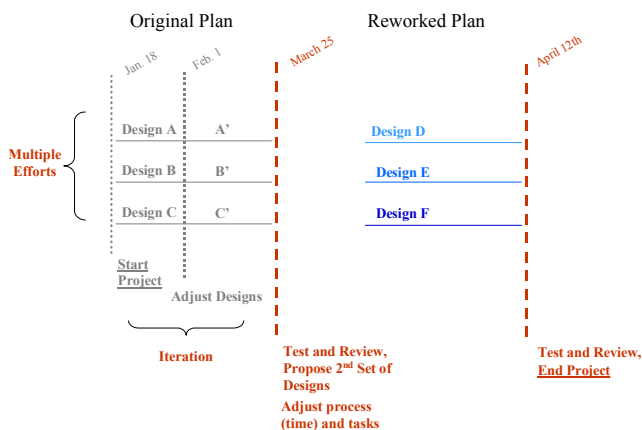 Original Plan
Reworked Plan
Jan. 18
Feb. 1
March 25
April 12th
Multiple
Efforts
Design A
A’
Design B
B’
Design C
C’
Design D
Design E
Design F
Start
Project
Adjust Designs
Iteration
Test and Review,
Propose 2nd Set of
Designs
Adjust process
(time) and tasks
Test and Review,
End Project